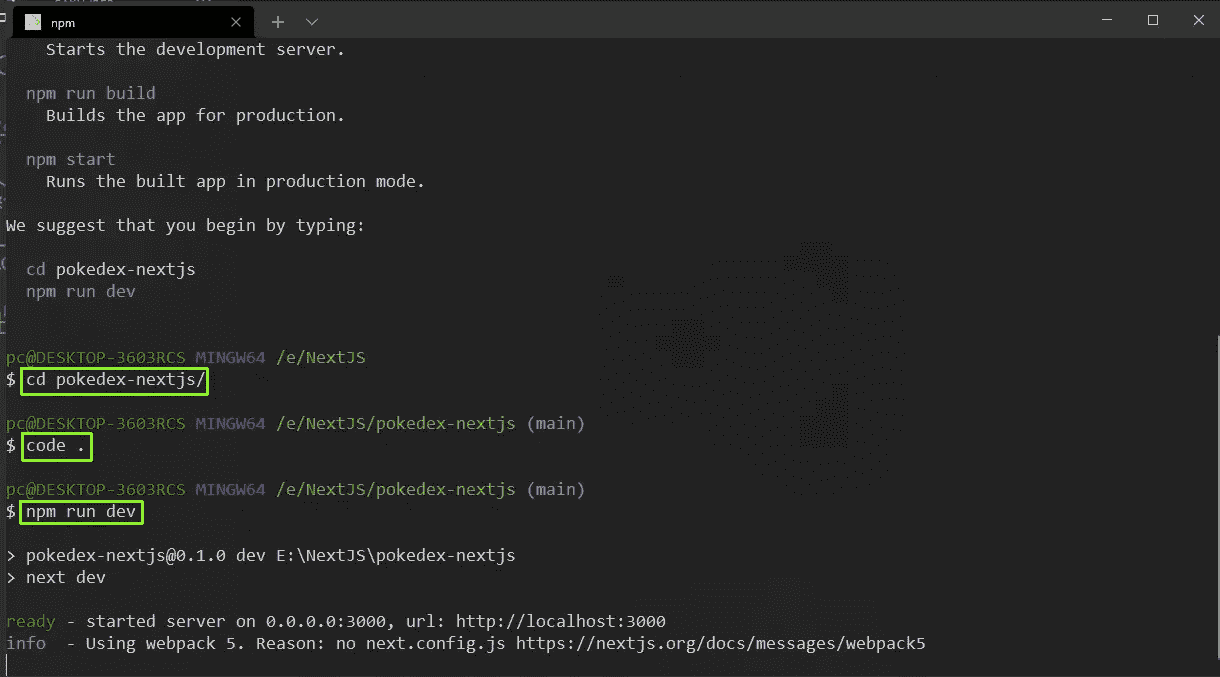 npm
Starts the development server.
npm run build
Builds the app for production.
npm start
Runs the built app in production mode.
We suggest that you begin by typing:
cd pokedex-nextjs
npm run dev
pc@DESKTOP-3603RCS MINGW64 /e/NextJS
$ cd pokedex-nextjs/
pc@DESKTOP-3603RCS MINGW64 /e/NextJS/pokedex-nextjs (main)
$ code .
pc@DESKTOP-3603RCS MINGW64 /e/NextJS/pokedex-nextjs (main)
$ npm run dev
> pokedex-nextjs@0.1.0 dev E:\NextJS\pokedex-nextjs
> next dev
ready - started server on 0.0.0.0:3000, url: http://localhost:3000
info  - Using webpack 5. Reason: no next.config.js https://nextjs.org/docs/messages/webpack5